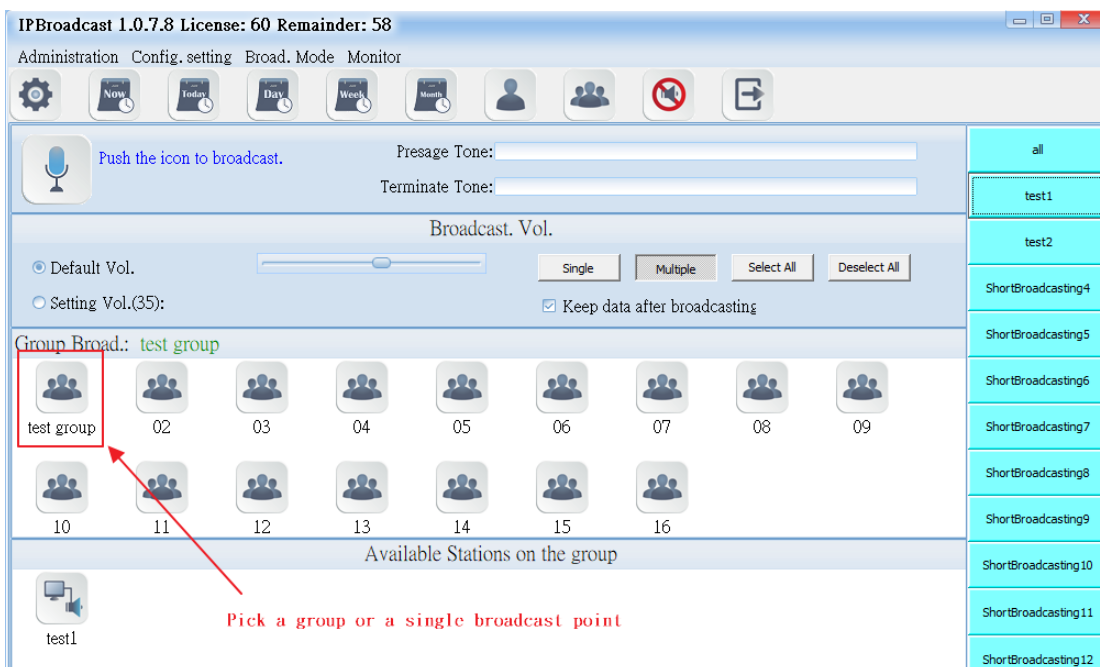 IPBroadcast 1.0.7.8 License: 60 Remainder: 58
Administration Config. setting Broad. Mode Monitor
Now Today Day Week Month
Push the icon to broadcast.
Presage Tone:
Terminate Tone:
Broadcast. Vol.
Default Vol.
Single Multiple Select All Deselect All
Setting Vol.(35):
Keep data after broadcasting
Group Broad.: test group
test group 02 03 04 05 06 07 08 09
10 11 12 13 14 15 16
Available Stations on the group
test1
Pick a group or a single broadcast point
all
test1
test2
ShortBroadcasting4
ShortBroadcasting5
ShortBroadcasting6
ShortBroadcasting7
ShortBroadcasting8
ShortBroadcasting9
ShortBroadcasting10
ShortBroadcasting11
ShortBroadcasting12